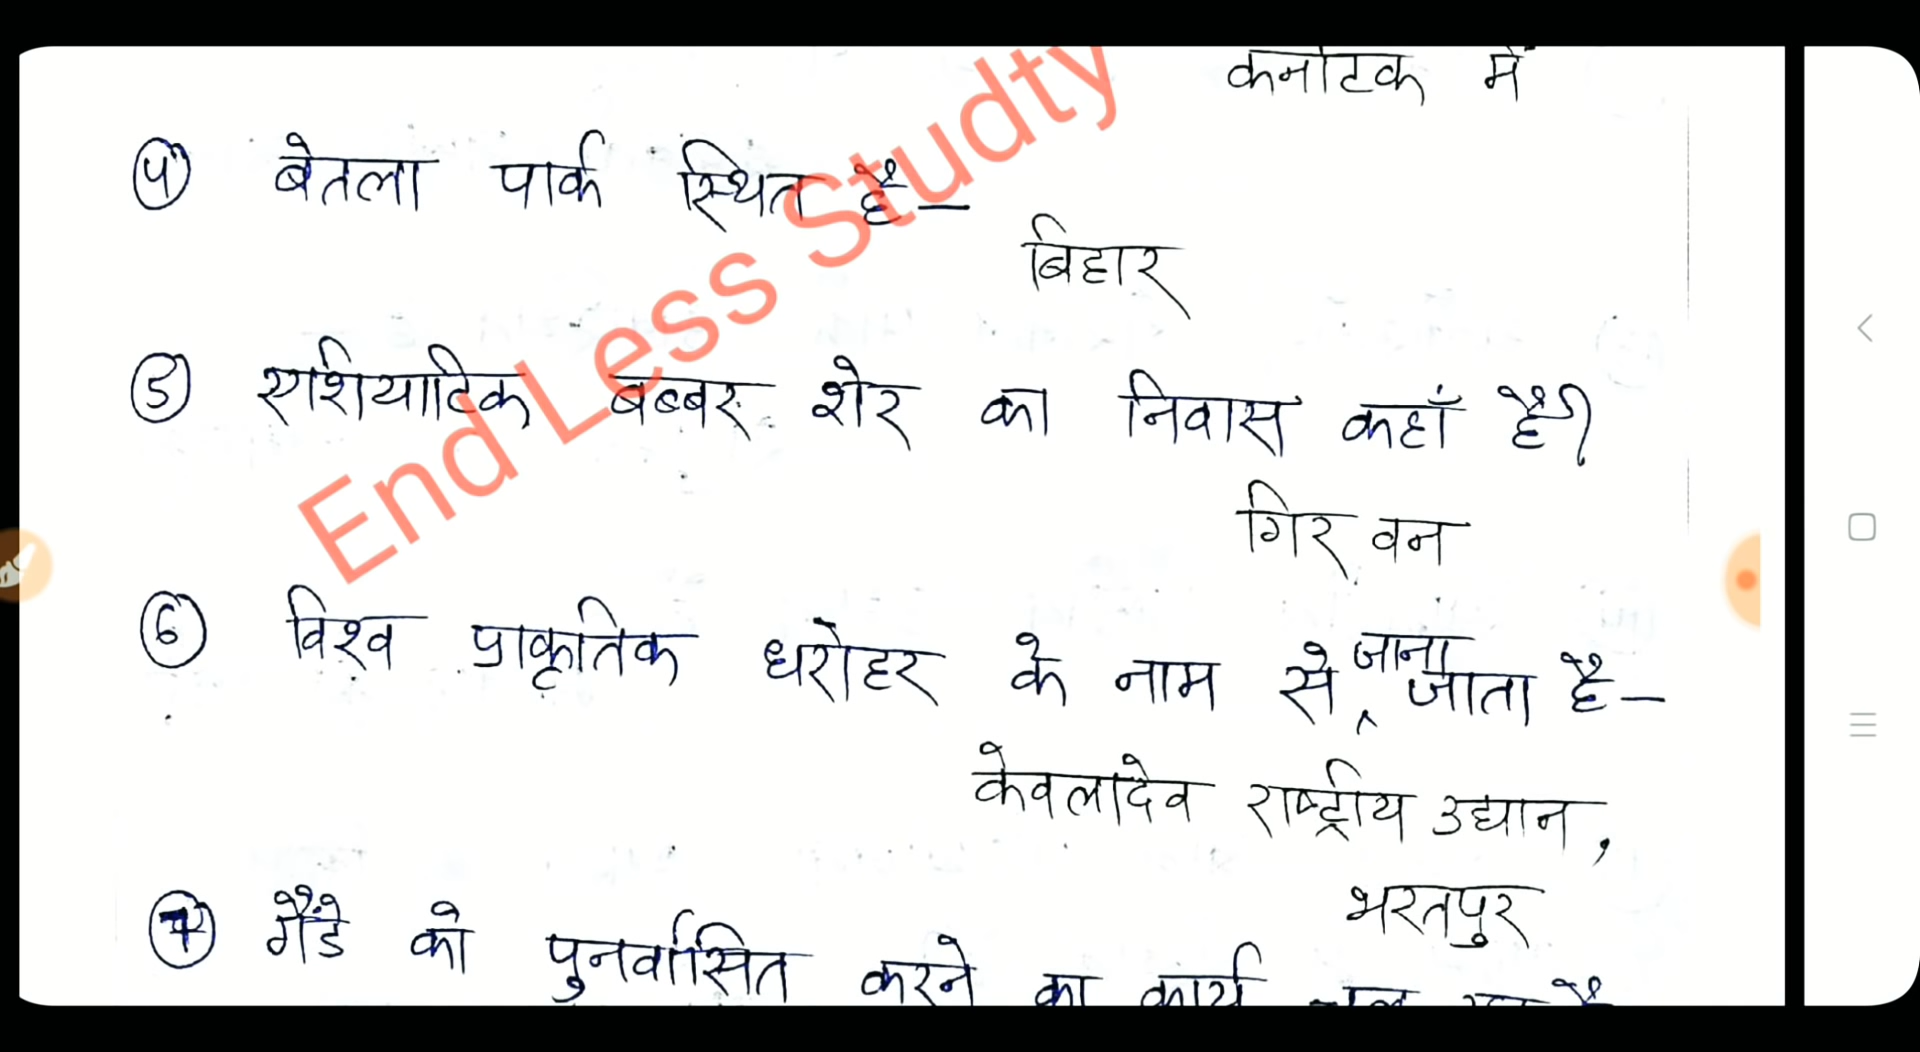 कर्नाटक में
④ बेतला पार्क स्थित है –
बिहार
⑤ एशियाटिक बब्बर शेर का निवास कहाँ है?
गिर वन
⑥ विश्व प्राकृतिक धरोहर के नाम से जाना जाता है –
केवलादेव राष्ट्रीय उद्यान,
भरतपुर
⑦ गैंडे को पुनर्वासित करने का कार्य
End Less Studty